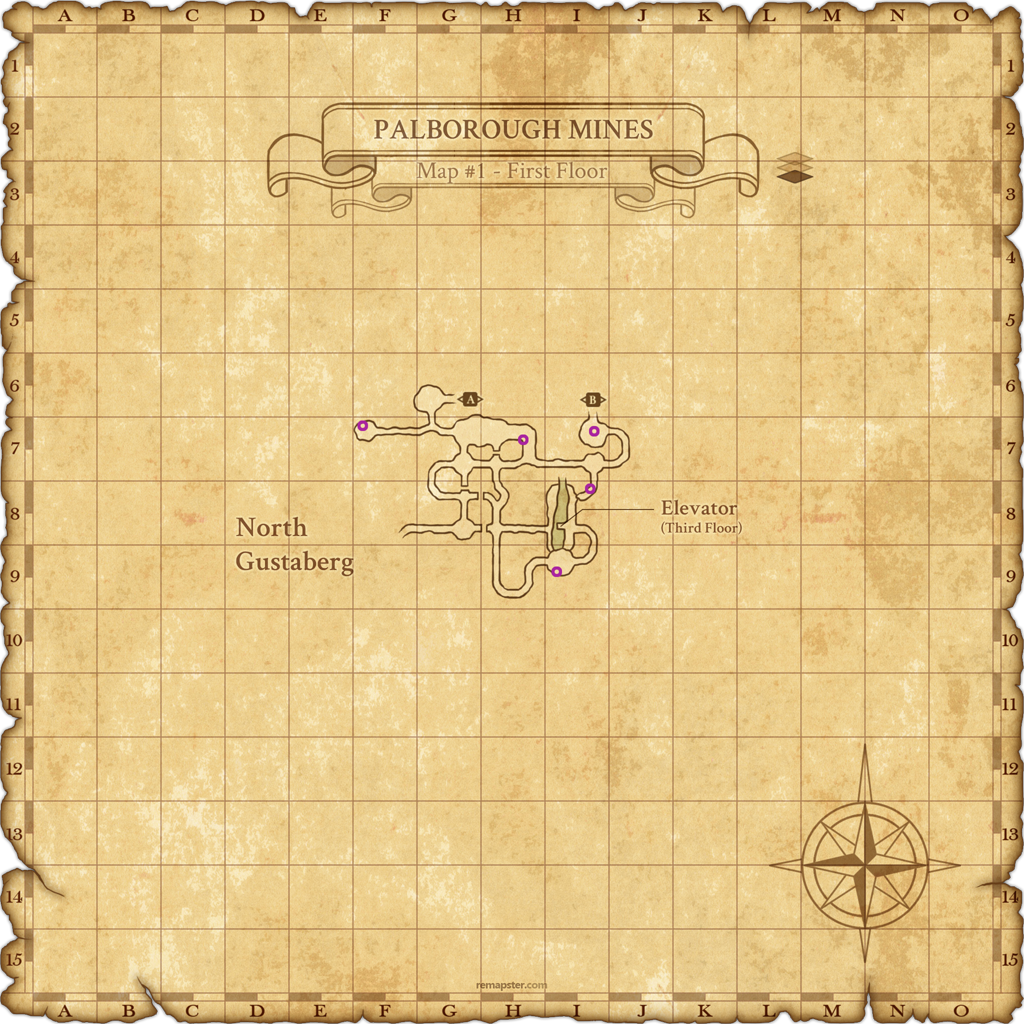 A B C D E F G H I J K L M N O
1 1
2 2
PALBOROUGH MINES
Map #1 - First Floor
3 3
4 4
5 5
6 6
A B
7 7
8 8
Elevator
(Third Floor)
North
Gustaberg
9 9
10 10
11 11
12 12
13 13
14 14
15 15
remapster.com
A B C D E F G H I J K L M N O